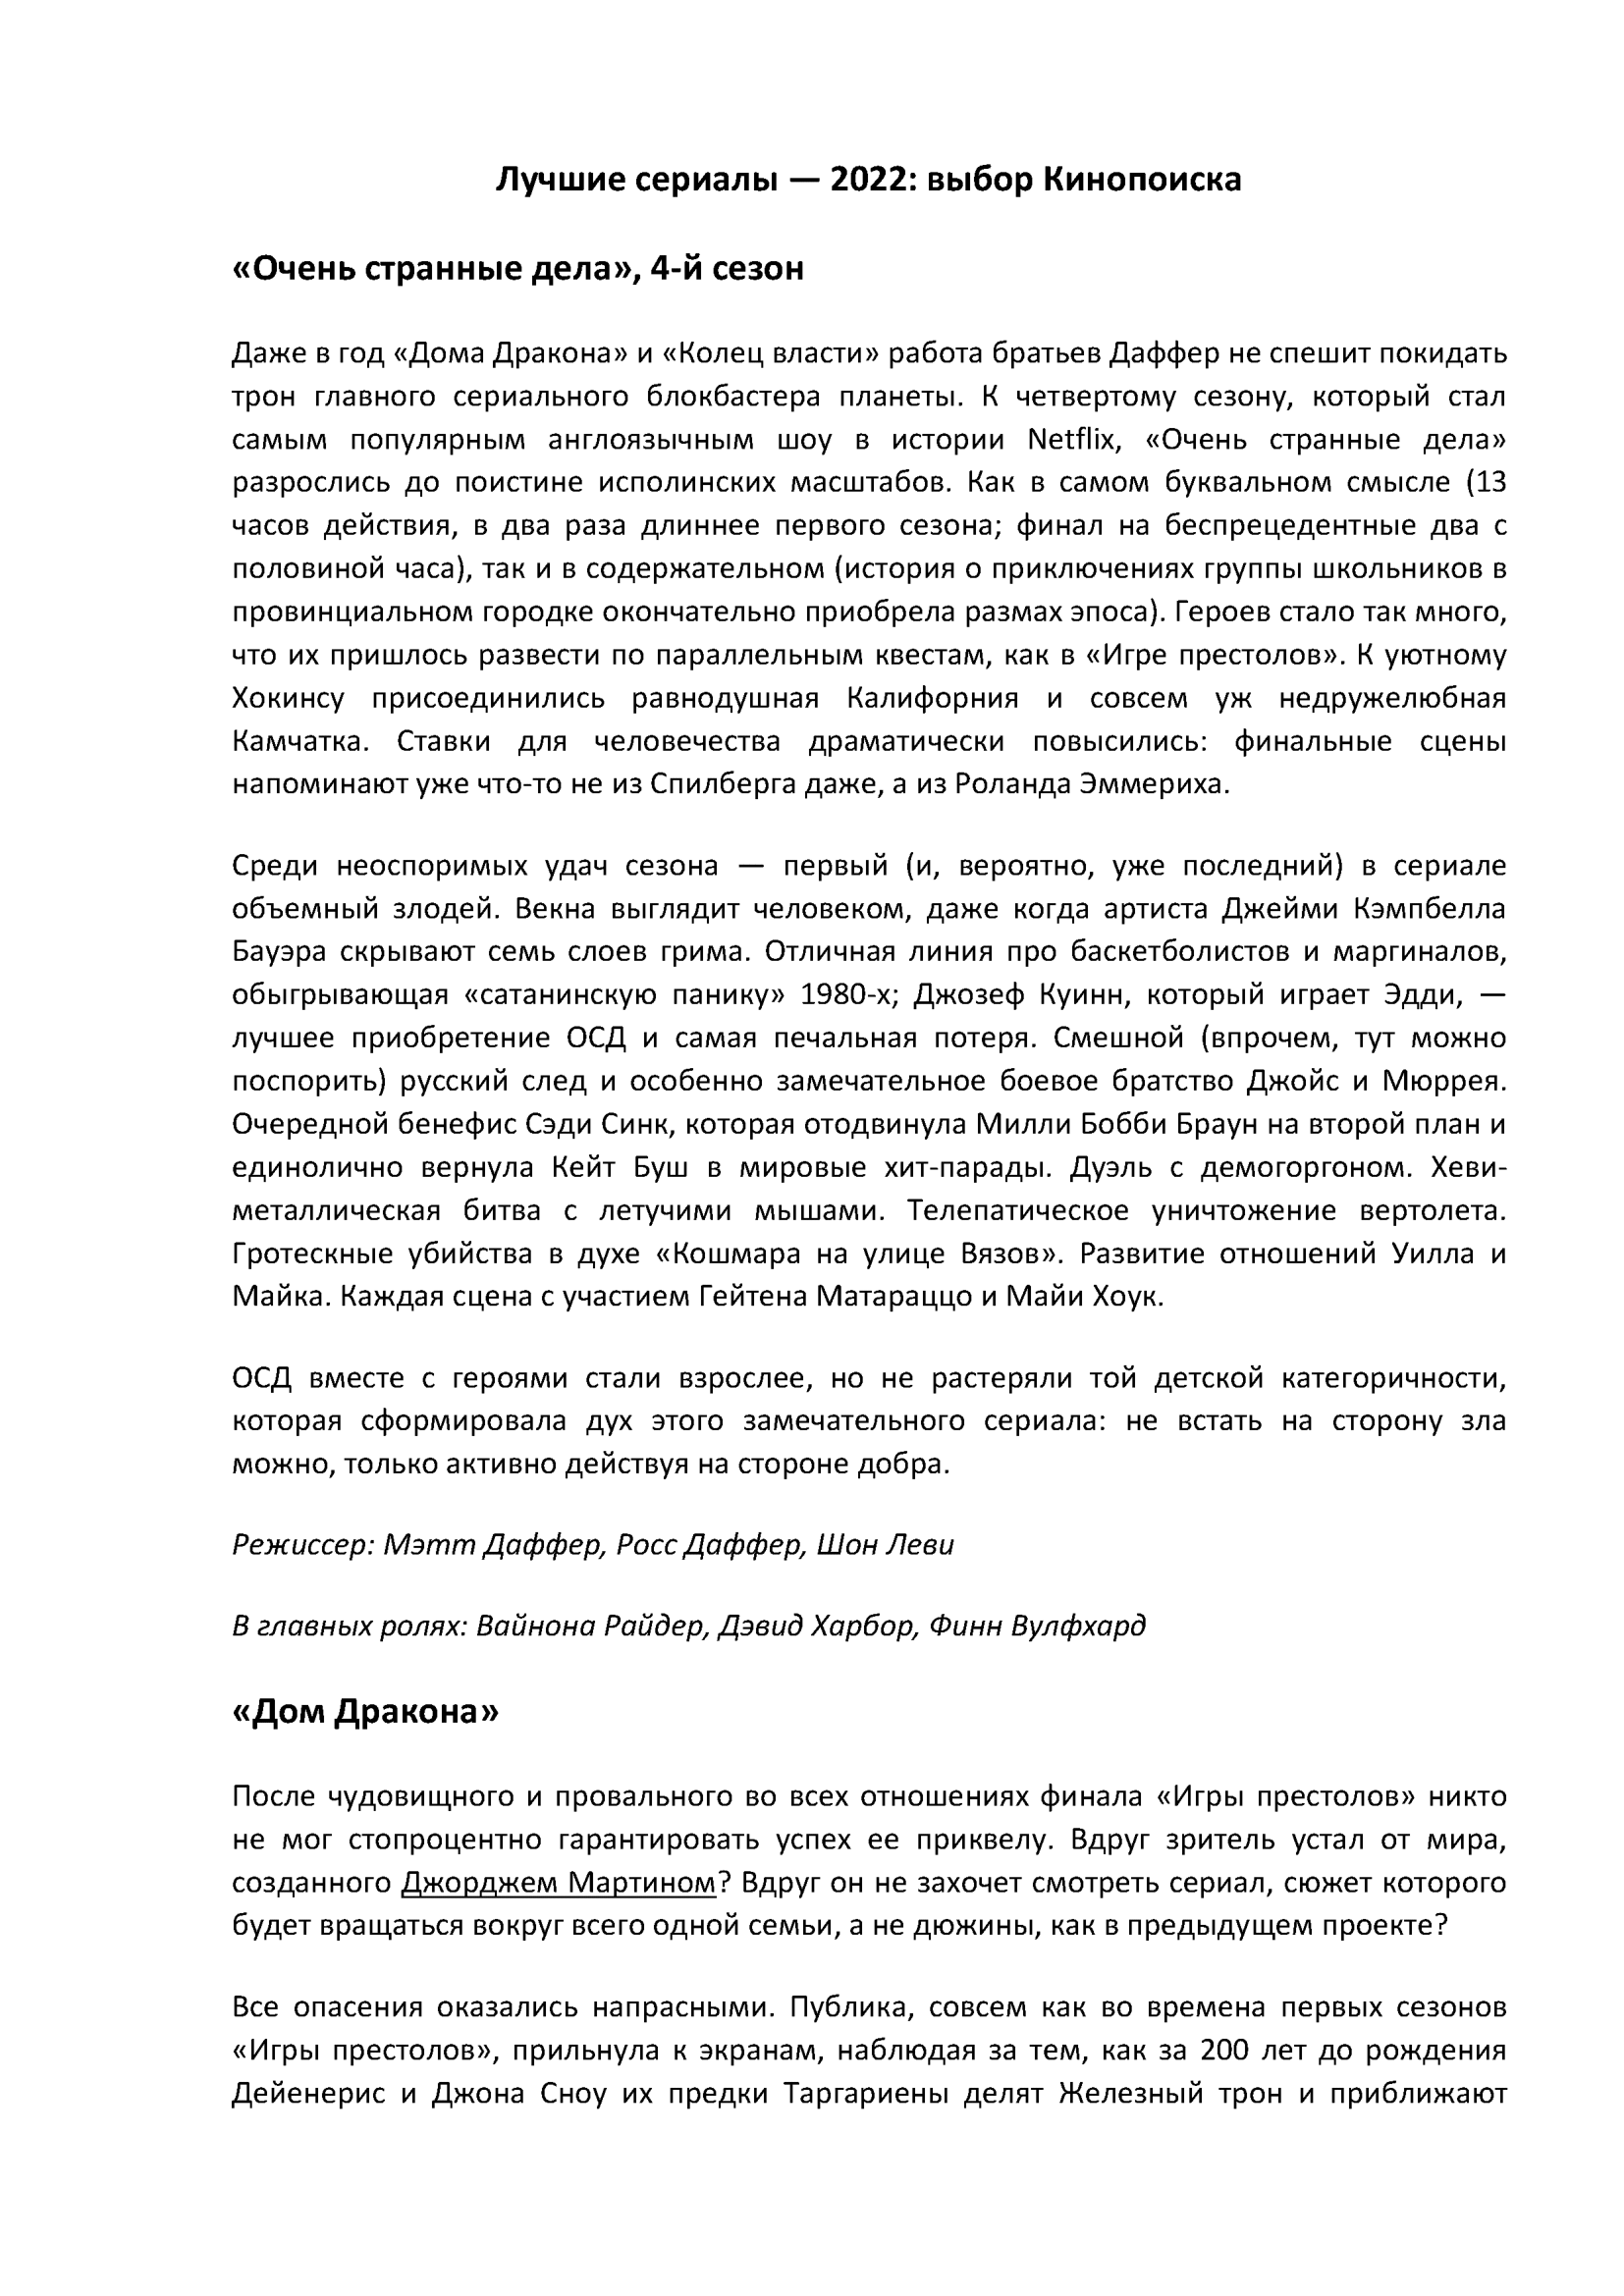 Лучшие сериалы — 2022: выбор Кинопоиска
«Очень странные дела», 4-й сезон
Даже в год «Дома Дракона» и «Колец власти» работа братьев Даффер не спешит покидать
трон главного сериального блокбастера планеты. К четвертому сезону, который стал
самым популярным англоязычным шоу в истории Netflix, «Очень странные дела»
разрослись до поистине исполинских масштабов. Как в самом буквальном смысле (13
часов действия, в два раза длиннее первого сезона; финал на беспрецедентные два с
половиной часа), так и в содержательном (история о приключениях группы школьников в
провинциальном городке окончательно приобрела размах эпоса). Героев стало так много,
что их пришлось развести по параллельным квестам, как в «Игре престолов». К уютному
Хокинсу присоединились равнодушная Калифорния и совсем уж недружелюбная
Камчатка. Ставки для человечества драматически повысились: финальные сцены
напоминают уже что-то не из Спилберга даже, а из Роланда Эммериха.
Среди неоспоримых удач сезона — первый (и, вероятно, уже последний) в сериале
объемный злодей. Векна выглядит человеком, даже когда артиста Джейми Кэмпбелла
Бауэра скрывают семь слоев грима. Отличная линия про баскетболистов и маргиналов,
обыгрывающая «сатанинскую панику» 1980-х; Джозеф Куинн, который играет Эдди, —
лучшее приобретение ОСД и самая печальная потеря. Смешной (впрочем, тут можно
поспорить) русский след и особенно замечательное боевое братство Джойс и Мюррея.
Очередной бенефис Сэди Синк, которая отодвинула Милли Бобби Браун на второй план и
единолично вернула Кейт Буш в мировые хит-парады. Дуэль с демогоргоном. Хеви-
металлическая битва с летучими мышами. Телепатическое уничтожение вертолета.
Гротескные убийства в духе «Кошмара на улице Вязов». Развитие отношений Уилла и
Майка. Каждая сцена с участием Гейтена Матараццо и Майи Хоук.
ОСД вместе с героями стали взрослее, но не растеряли той детской категоричности,
которая сформировала дух этого замечательного сериала: не встать на сторону зла
можно, только активно действуя на стороне добра.
Режиссер: Мэтт Даффер, Росс Даффер, Шон Леви
В главных ролях: Вайнона Райдер, Дэвид Харбор, Финн Вулфхард
«Дом Дракона»
После чудовищного и провального во всех отношениях финала «Игры престолов» никто
не мог стопроцентно гарантировать успех ее приквелу. Вдруг зритель устал от мира,
созданного Джорджем Мартином? Вдруг он не захочет смотреть сериал, сюжет которого
будет вращаться вокруг всего одной семьи, а не дюжины, как в предыдущем проекте?
Все опасения оказались напрасными. Публика, совсем как во времена первых сезонов
«Игры престолов», прильнула к экранам, наблюдая за тем, как за 200 лет до рождения
Дейенерис и Джона Сноу их предки Таргариены делят Железный трон и приближают